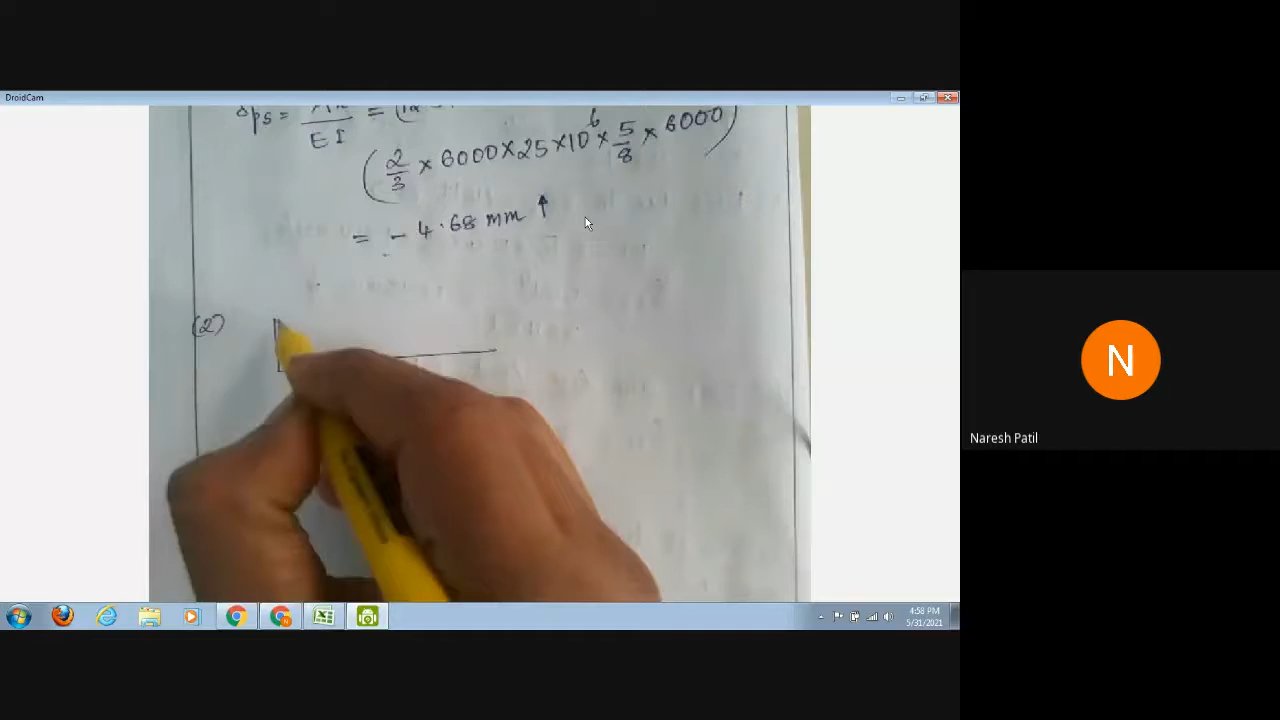 DroidCam
Δps = = (
EI
( 2/3 × 6000 × 25 × 10^6 × 5/8 × 6000 )
= - 4.68 mm ↑
(2)
N
Naresh Patil
4:58 PM
5/31/2021